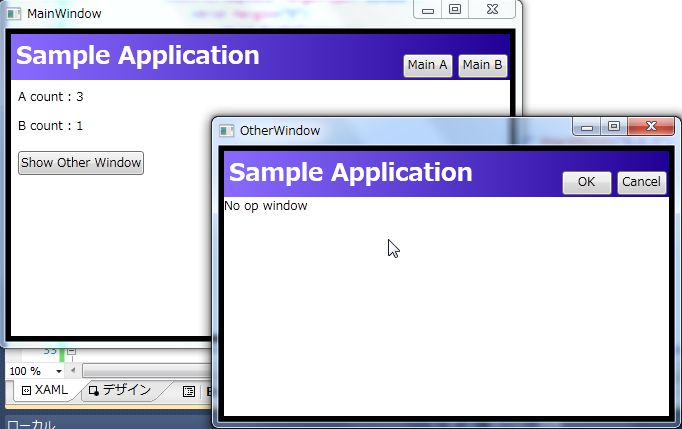 MainWindow
Sample Application
Main A
Main B
A count : 3
B count : 1
Show Other Window
OtherWindow
Sample Application
OK
Cancel
No op window
33
100 %
XAML
デザイン
ローカル